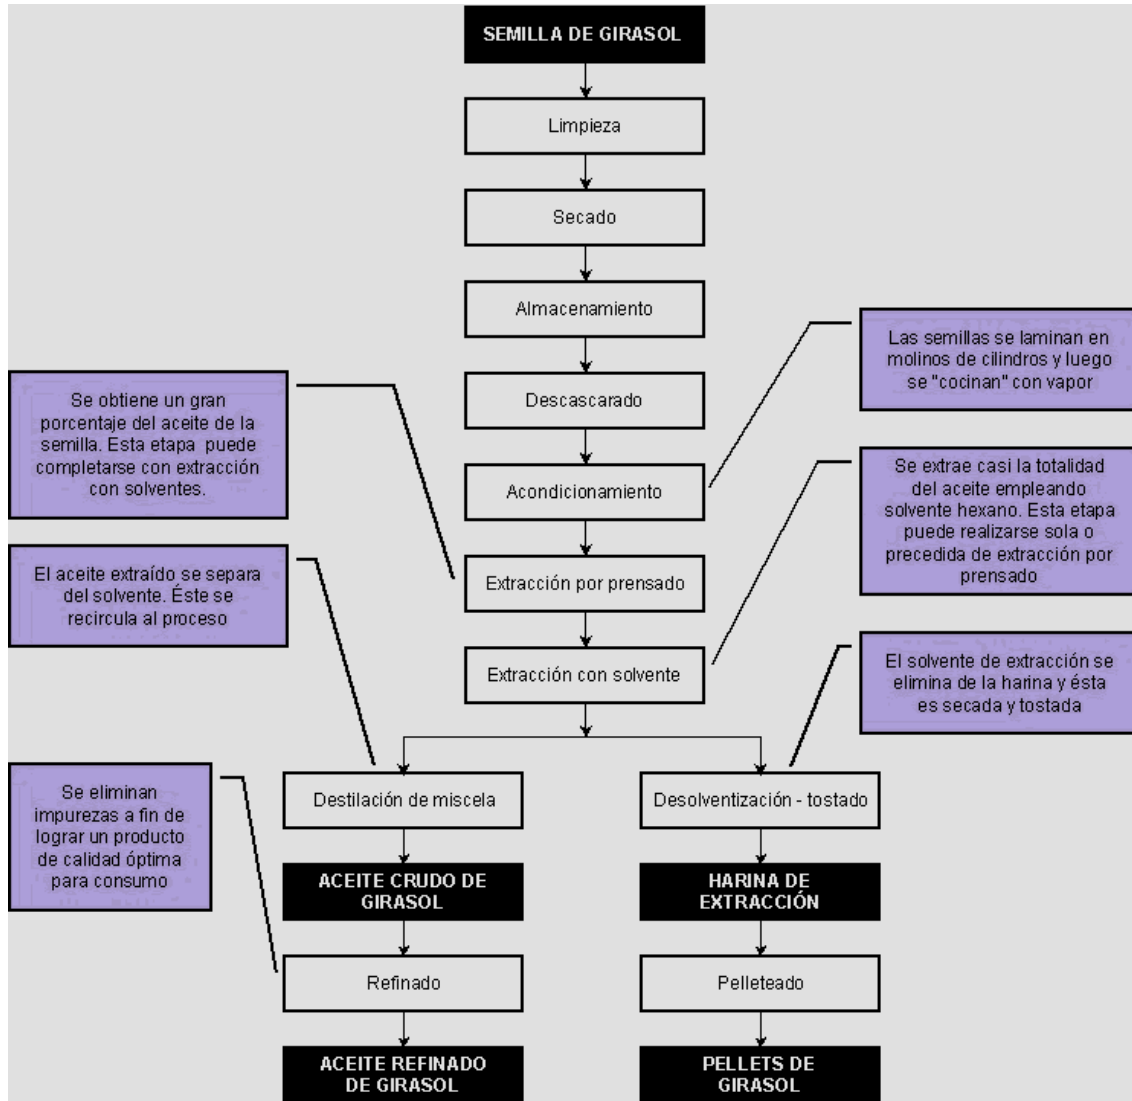 SEMILLA DE GIRASOL
Limpieza
Secado
Almacenamiento
Las semillas se laminan en
molinos de cilindros y luego
se "cocinan" con vapor
Descascarado
Se obtiene un gran
porcentaje del aceite de la
semilla. Esta etapa puede
completarse con extracción
con solventes.
Acondicionamiento
Se extrae casi la totalidad
del aceite empleando
solvente hexano. Esta etapa
puede realizarse sola o
precedida de extracción por
prensado
Extracción por prensado
El aceite extraído se separa
del solvente. Éste se
recircula al proceso
Extracción con solvente
El solvente de extracción se
elimina de la harina y ésta
es secada y tostada
Se eliminan
impurezas a fin de
lograr un producto
de calidad óptima
para consumo
Destilación de miscela
Desolventización - tostado
ACEITE CRUDO DE
GIRASOL
HARINA DE
EXTRACCIÓN
Refinado
Pelleteado
ACEITE REFINADO
DE GIRASOL
PELLETS DE
GIRASOL